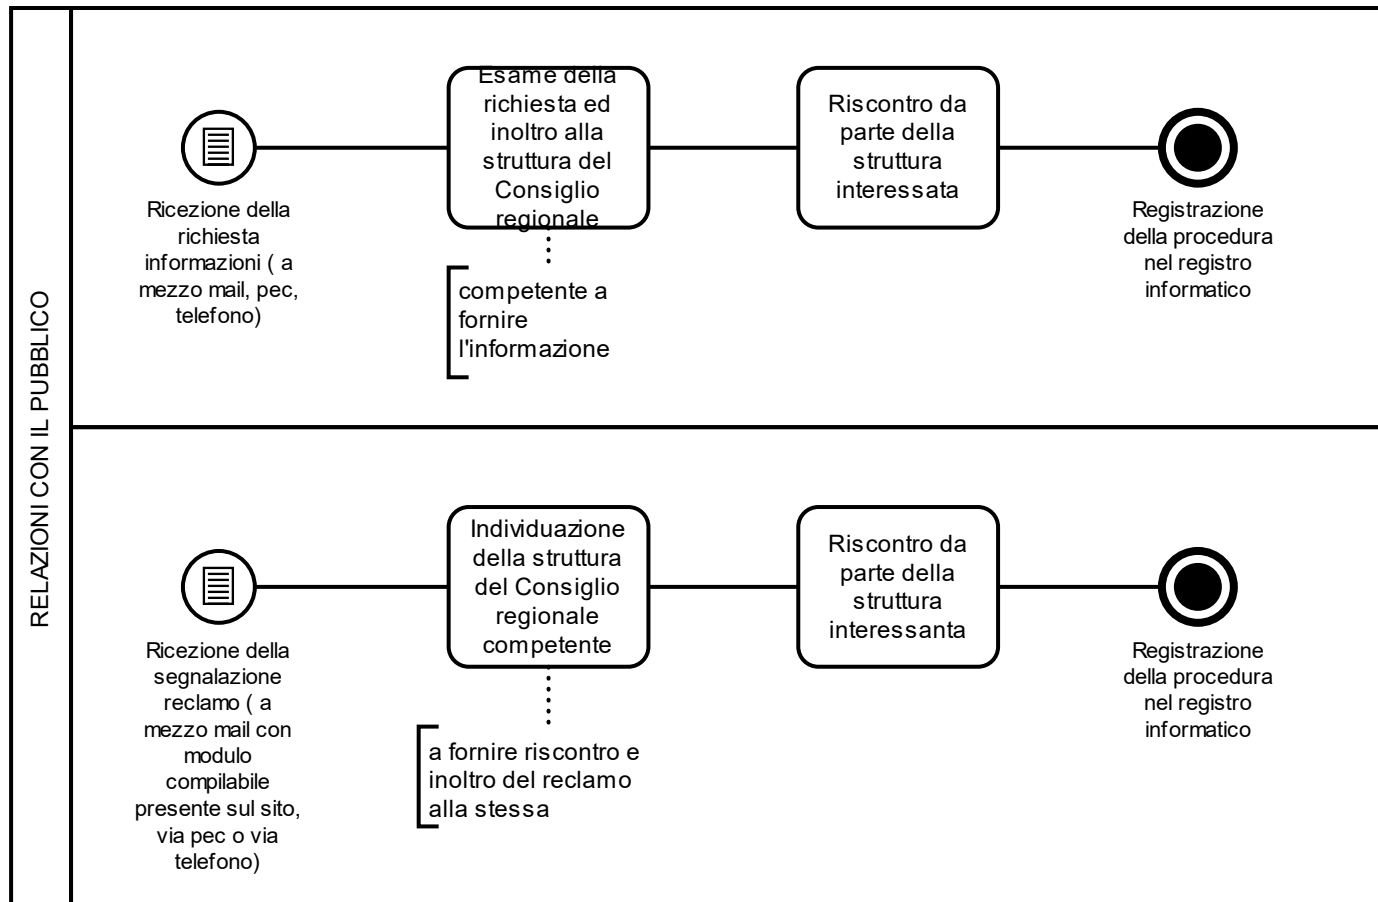 RELAZIONI CON IL PUBBLICO
Ricezione della
richiesta
informazioni ( a
mezzo mail, pec,
telefono)
Esame della
richiesta ed
inoltro alla
struttura del
Consiglio
regionale
competente a
fornire
l'informazione
Riscontro da
parte della
struttura
interessata
Registrazione
della procedura
nel registro
informatico
Ricezione della
segnalazione
reclamo ( a
mezzo mail con
modulo
compilabile
presente sul sito,
via pec o via
telefono)
Individuazione
della struttura
del Consiglio
regionale
competente
a fornire riscontro e
inoltro del reclamo
alla stessa
Riscontro da
parte della
struttura
interessanta
Registrazione
della procedura
nel registro
informatico